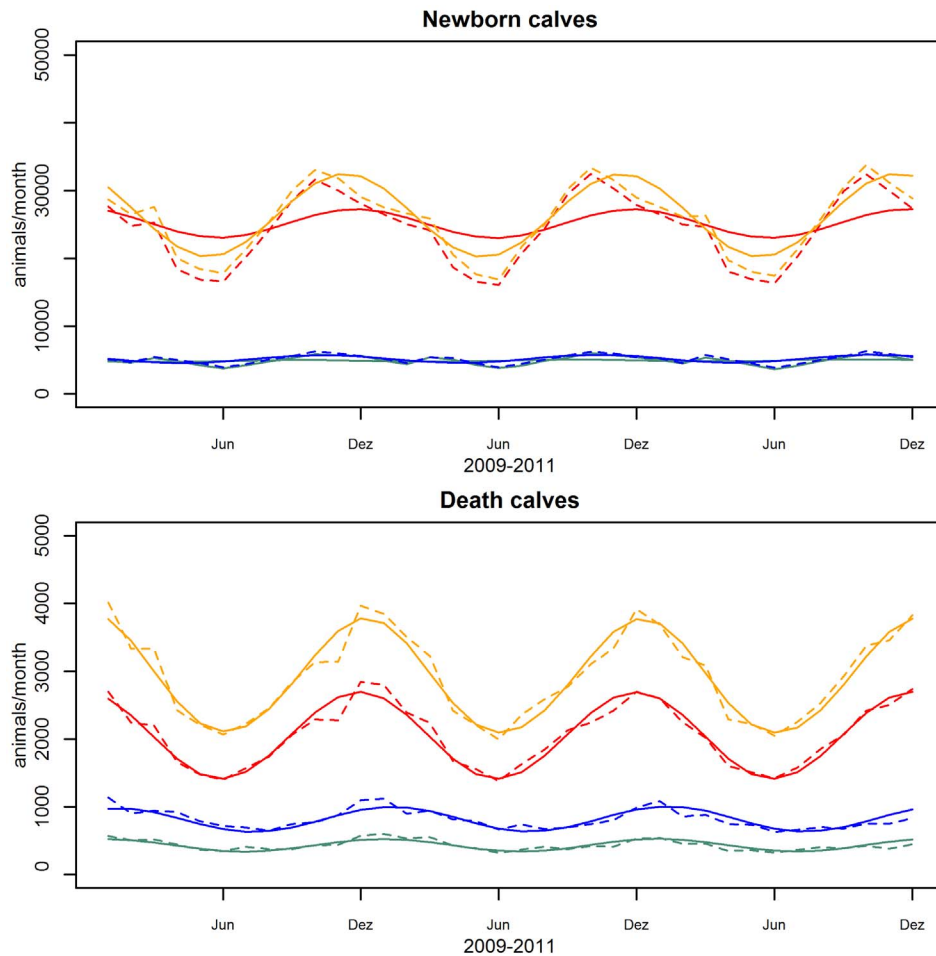 Newborn calves
animals/month
50000
30000
10000
0
Jun Dez Jun Dez Jun Dez
2009-2011
Death calves
animals/month
5000
4000
3000
2000
1000
0
Jun Dez Jun Dez Jun Dez
2009-2011